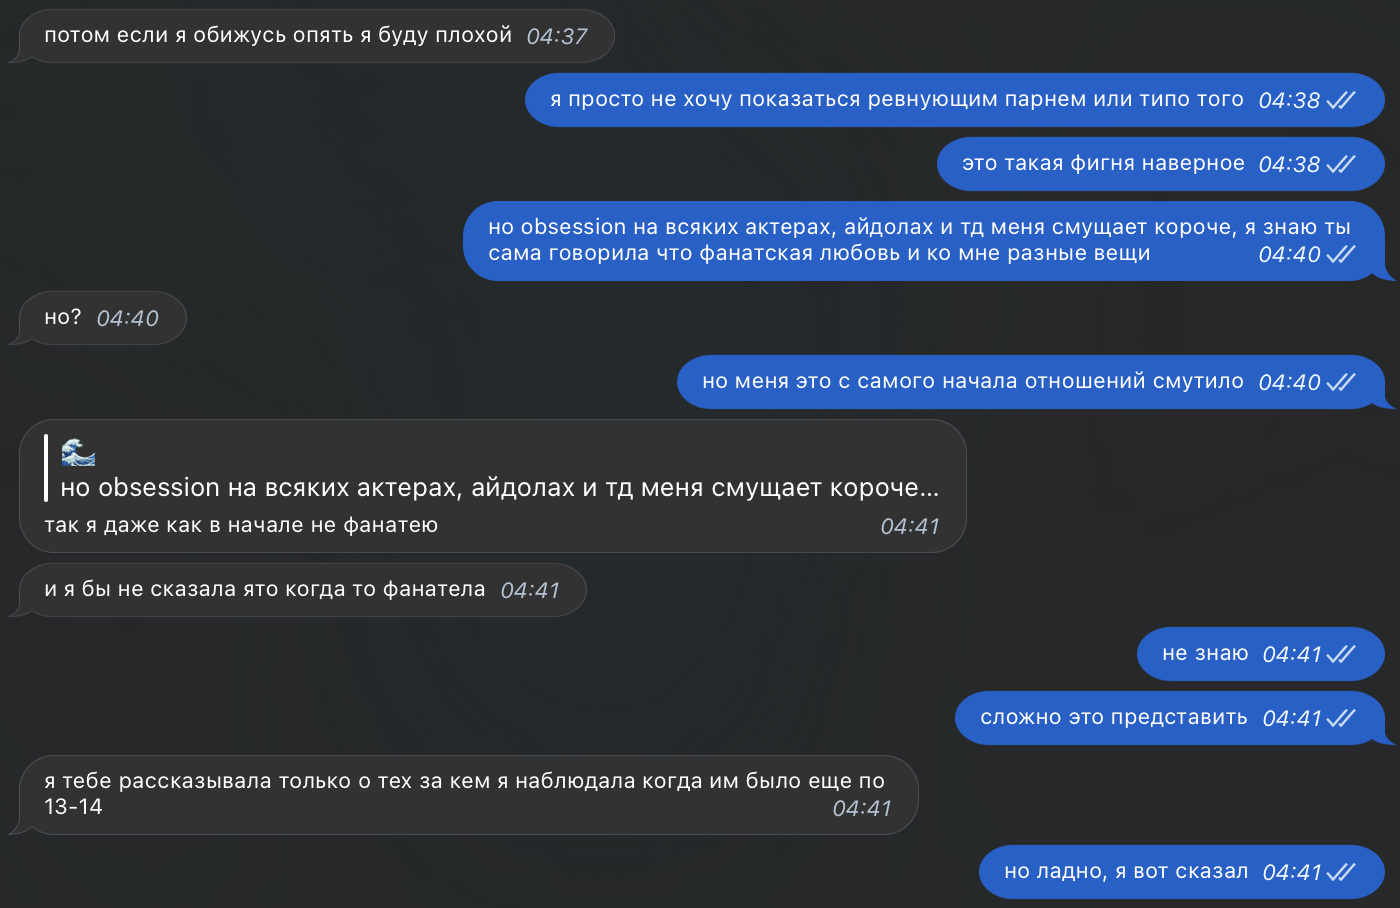 потом если я обижусь опять я буду плохой 04:37
я просто не хочу показаться ревнующим парнем или типо того 04:38
это такая фигня наверное 04:38
но obsession на всяких актерах, айдолах и тд меня смущает короче, я знаю ты
сама говорила что фанатская любовь и ко мне разные вещи 04:40
но? 04:40
но меня это с самого начала отношений смутило 04:40
🌊
но obsession на всяких актерах, айдолах и тд меня смущает короче...
так я даже как в начале не фанатею 04:41
и я бы не сказала ято когда то фанатела 04:41
не знаю 04:41
сложно это представить 04:41
я тебе рассказывала только о тех за кем я наблюдала когда им было еще по
13-14 04:41
но ладно, я вот сказал 04:41